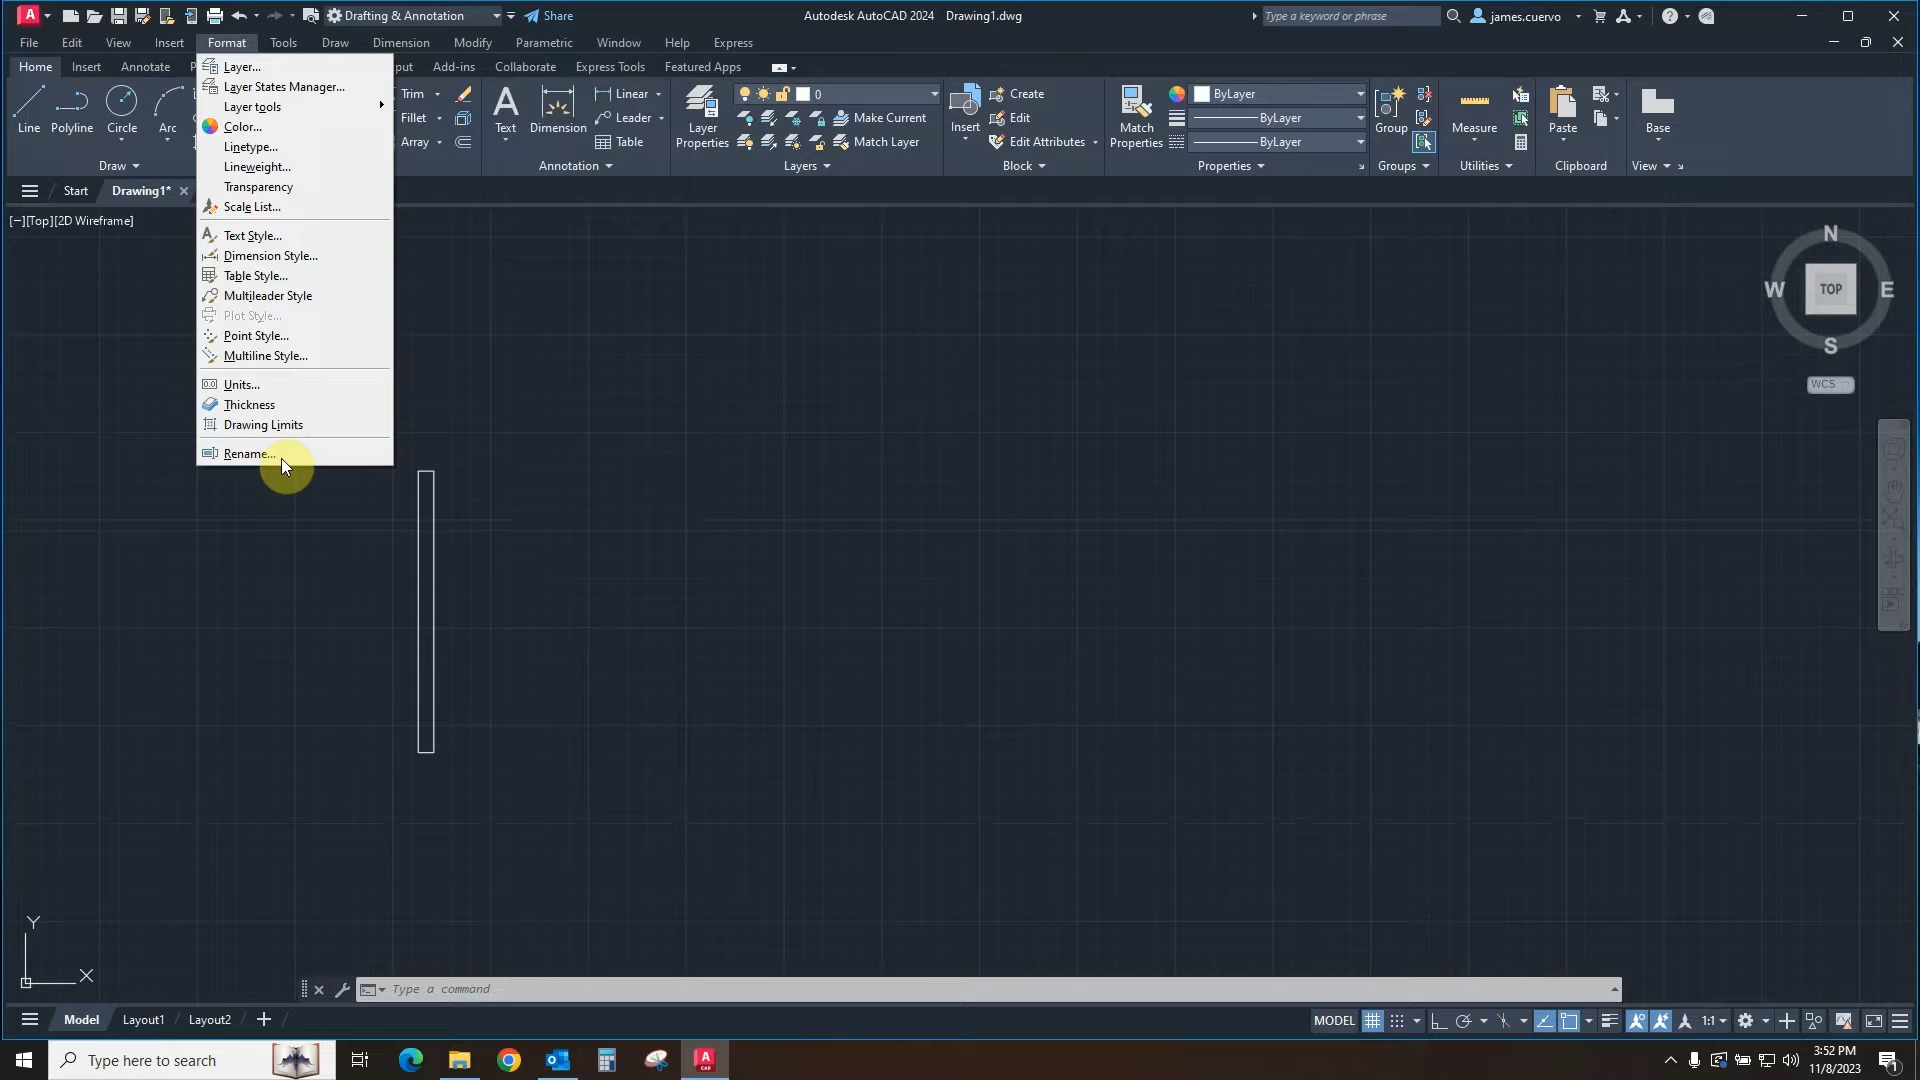 Drafting & Annotation
Share
Autodesk AutoCAD 2024 Drawing1.dwg
Type a keyword or phrase
james.cuervo
File Edit View Insert Format Tools Draw Dimension Modify Parametric Window Help Express
Home Insert Annotate P put Add-ins Collaborate Express Tools Featured Apps
Trim Linear 0 Create ByLayer
Fillet Leader Make Current Edit ByLayer
Line Polyline Circle Arc Text Dimension Layer Insert Match Group Measure Paste Base
Array Table Properties Match Layer Edit Attributes Properties ByLayer
Draw Annotation Layers Block Properties Groups Utilities Clipboard View
Start Drawing1*
[−][Top][2D Wireframe]
Layer...
Layer States Manager...
Layer tools
Color...
Linetype...
Lineweight...
Transparency
Scale List...
Text Style...
Dimension Style...
Table Style...
Multileader Style
Plot Style...
Point Style...
Multiline Style...
Units...
Thickness
Drawing Limits
Rename...
N
W TOP E
S
WCS
Y
X
Type a command
Model Layout1 Layout2
MODEL 1:1
Type here to search
3:52 PM
11/8/2023
1